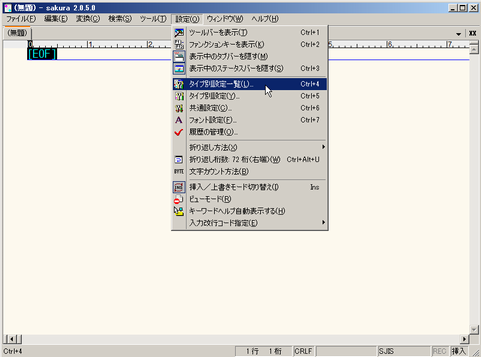 (無題) - sakura 2.0.5.0
ファイル(F) 編集(E) 変換(C) 検索(S) ツール(T) 設定(O) ウィンドウ(W) ヘルプ(H)
(無題)
0 1 2 7
[EOF]
ツールバーを表示(T) Ctrl+1
ファンクションキーを表示(K) Ctrl+2
表示中のタブバーを隠す(M)
表示中のステータスバーを隠す(S) Ctrl+3
タイプ別設定一覧(L)... Ctrl+4
タイプ別設定(Y)... Ctrl+5
共通設定(C)... Ctrl+6
フォント設定(F)... Ctrl+7
履歴の管理(O)...
折り返し方法(X)
折り返し桁数: 72 桁(右端)(W) Ctrl+Alt+U
文字カウント方法(B)
挿入／上書きモード切り替え(I) Ins
ビューモード(R)
キーワードヘルプ自動表示する(H)
入力改行コード指定(E)
Ctrl+4 1 行 1 桁 CRLF SJIS REC 挿入